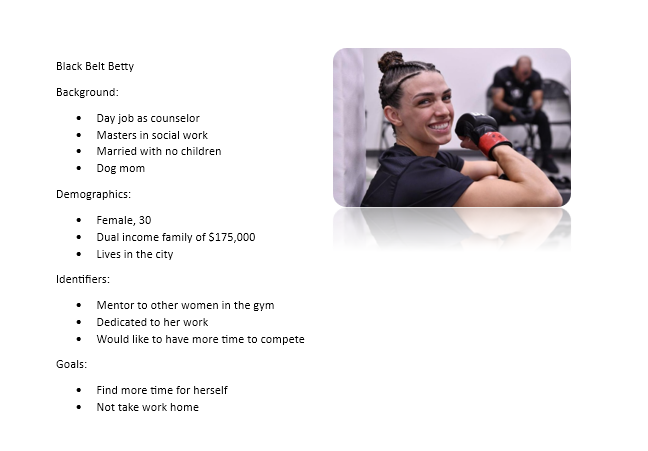 Black Belt Betty
Background:
• Day job as counselor
• Masters in social work
• Married with no children
• Dog mom
Demographics:
• Female, 30
• Dual income family of $175,000
• Lives in the city
Identifiers:
• Mentor to other women in the gym
• Dedicated to her work
• Would like to have more time to compete
Goals:
• Find more time for herself
• Not take work home